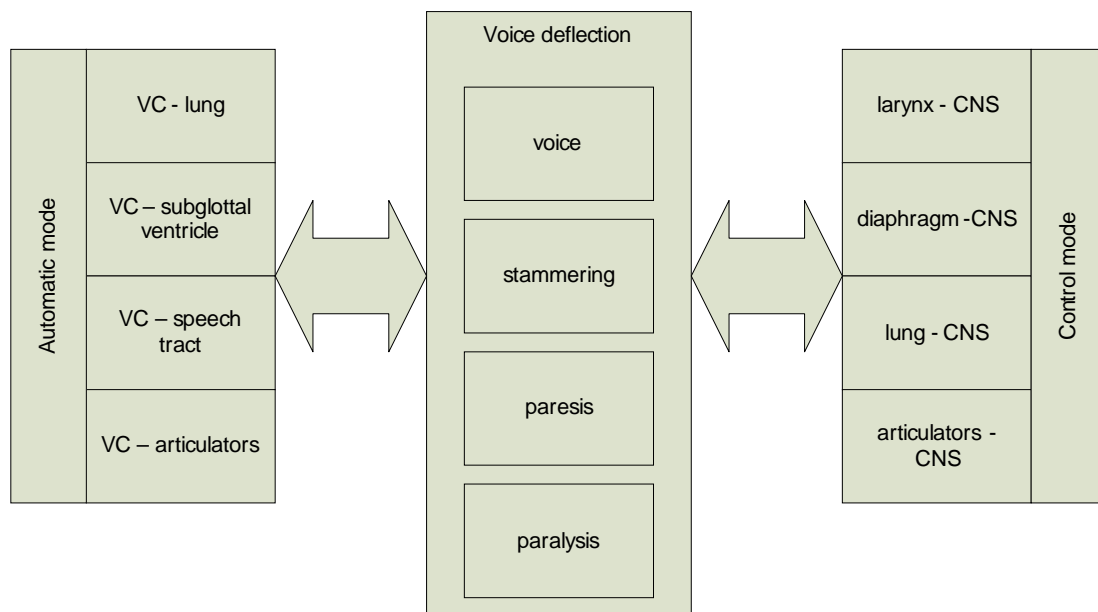 Automatic mode
VC - lung
VC – subglottal
ventricle
VC – speech
tract
VC – articulators
Voice deflection
voice
stammering
paresis
paralysis
larynx - CNS
diaphragm -CNS
lung - CNS
articulators -
CNS
Control mode